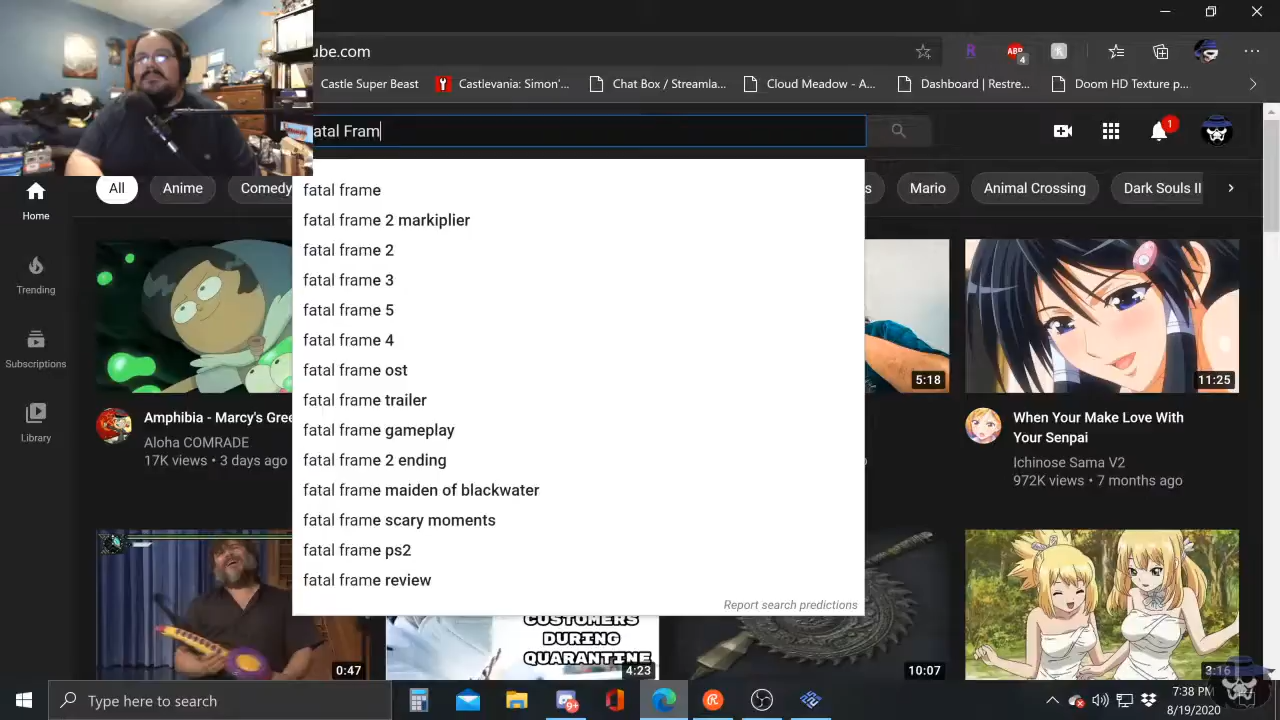 ube.com
4
Castle Super Beast
Castlevania: Simon'...
Chat Box / Streamla...
Cloud Meadow - A...
Dashboard | Restre...
Doom HD Texture p...
atal Fram
1
All
Anime
Comedy
s
Mario
Animal Crossing
Dark Souls II
Home
Trending
Subscriptions
Library
fatal frame
fatal frame 2 markiplier
fatal frame 2
fatal frame 3
fatal frame 5
fatal frame 4
fatal frame ost
fatal frame trailer
fatal frame gameplay
fatal frame 2 ending
fatal frame maiden of blackwater
fatal frame scary moments
fatal frame ps2
fatal frame review
Report search predictions
5:18
11:25
Amphibia - Marcy's Gree
Aloha COMRADE
17K views • 3 days ago
When Your Make Love With
Your Senpai
Ichinose Sama V2
972K views • 7 months ago
CUSTOMERS
DURING
QUARANTINE
0:47
4:23
10:07
3:16
Type here to search
9+
7:38 PM
8/19/2020